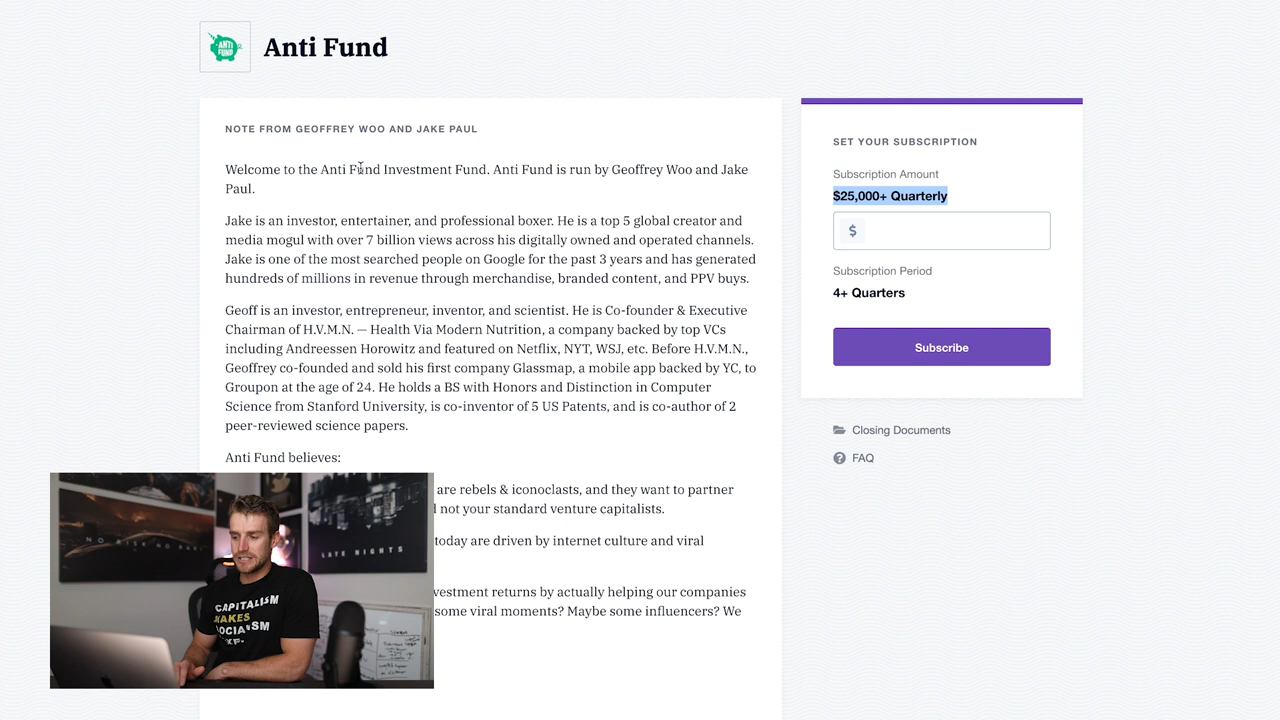 ANTI
FUND
Anti Fund
NOTE FROM GEOFFREY WOO AND JAKE PAUL
Welcome to the Anti Fund Investment Fund. Anti Fund is run by Geoffrey Woo and Jake
Paul.
Jake is an investor, entertainer, and professional boxer. He is a top 5 global creator and
media mogul with over 7 billion views across his digitally owned and operated channels.
Jake is one of the most searched people on Google for the past 3 years and has generated
hundreds of millions in revenue through merchandise, branded content, and PPV buys.
Geoff is an investor, entrepreneur, inventor, and scientist. He is Co-founder & Executive
Chairman of H.V.M.N. — Health Via Modern Nutrition, a company backed by top VCs
including Andreessen Horowitz and featured on Netflix, NYT, WSJ, etc. Before H.V.M.N.,
Geoffrey co-founded and sold his first company Glassmap, a mobile app backed by YC, to
Groupon at the age of 24. He holds a BS with Honors and Distinction in Computer
Science from Stanford University, is co-inventor of 5 US Patents, and is co-author of 2
peer-reviewed science papers.
Anti Fund believes:
are rebels & iconoclasts, and they want to partner
not your standard venture capitalists.
today are driven by internet culture and viral
vestment returns by actually helping our companies
some viral moments? Maybe some influencers? We
SET YOUR SUBSCRIPTION
Subscription Amount
$25,000+ Quarterly
$
Subscription Period
4+ Quarters
Subscribe
Closing Documents
FAQ
NO RISK NO
LATE NIGHTS
CAPITALISM
MAKES